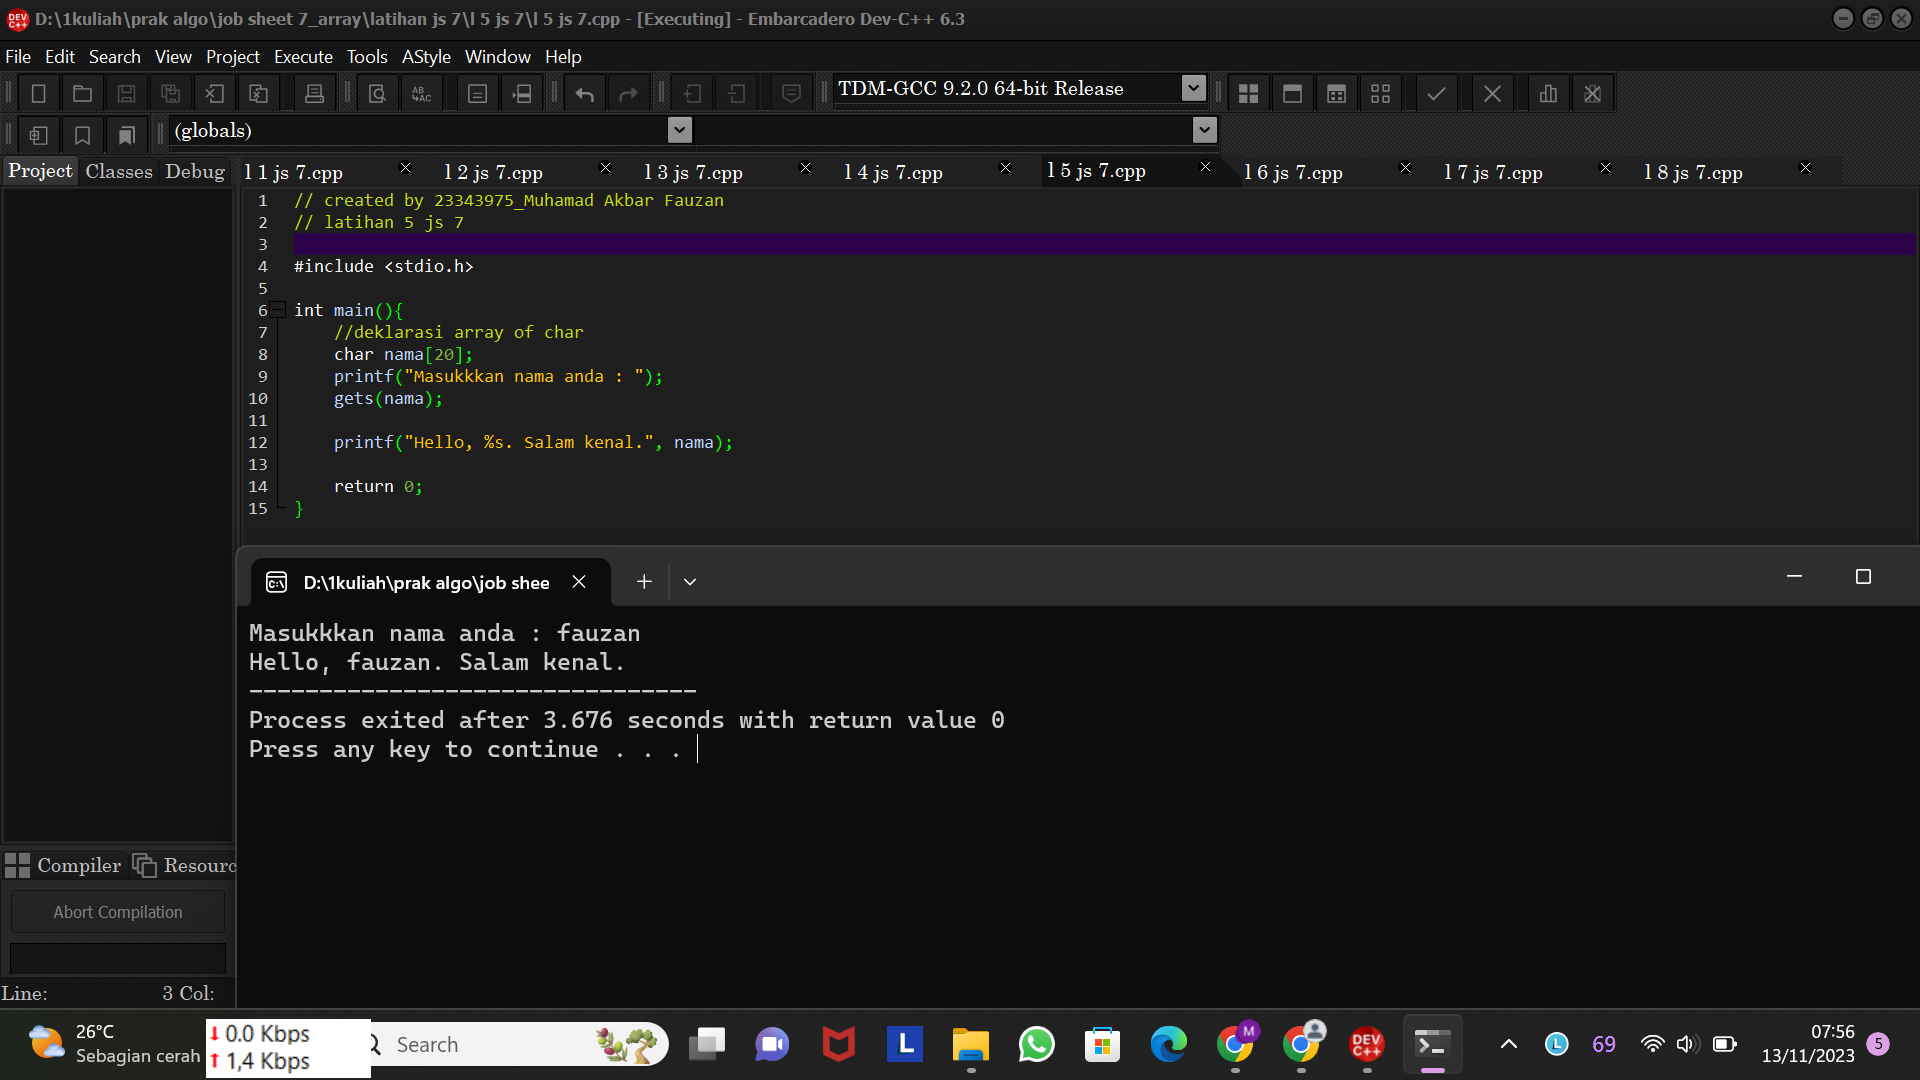 D:\1kuliah\prak algo\job sheet 7_array\latihan js 7\l 5 js 7\l 5 js 7.cpp - [Executing] - Embarcadero Dev-C++ 6.3
File Edit Search View Project Execute Tools AStyle Window Help
TDM-GCC 9.2.0 64-bit Release
(globals)
Project Classes Debug
l 1 js 7.cpp l 2 js 7.cpp l 3 js 7.cpp l 4 js 7.cpp l 5 js 7.cpp l 6 js 7.cpp l 7 js 7.cpp l 8 js 7.cpp
1 // created by 23343975_Muhamad Akbar Fauzan
2 // latihan 5 js 7
3
4 #include <stdio.h>
5
6 int main(){
7 //deklarasi array of char
8 char nama[20];
9 printf("Masukkkan nama anda : ");
10 gets(nama);
11
12 printf("Hello, %s. Salam kenal.", nama);
13
14 return 0;
15 }
D:\1kuliah\prak algo\job shee
Masukkkan nama anda : fauzan
Hello, fauzan. Salam kenal.
--------------------------------
Process exited after 3.676 seconds with return value 0
Press any key to continue . . .
Compiler Resourc
Abort Compilation
Line: 3 Col:
26°C
Sebagian cerah
0.0 Kbps
1,4 Kbps
Search
M
DEV C++
L
69
07:56
13/11/2023
5